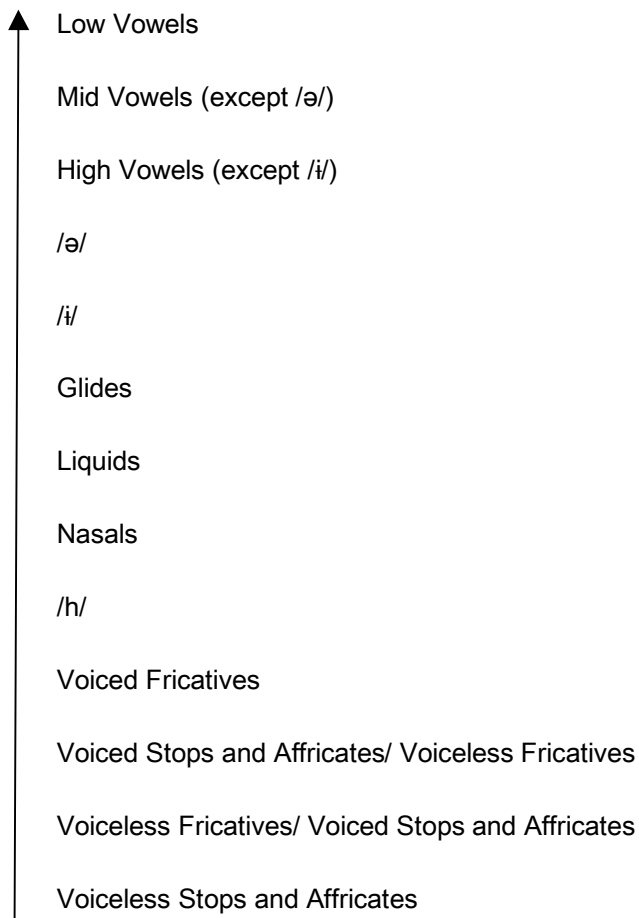 Low Vowels
Mid Vowels (except /ə/)
High Vowels (except /ɨ/)
/ə/
/ɨ/
Glides
Liquids
Nasals
/h/
Voiced Fricatives
Voiced Stops and Affricates/ Voiceless Fricatives
Voiceless Fricatives/ Voiced Stops and Affricates
Voiceless Stops and Affricates